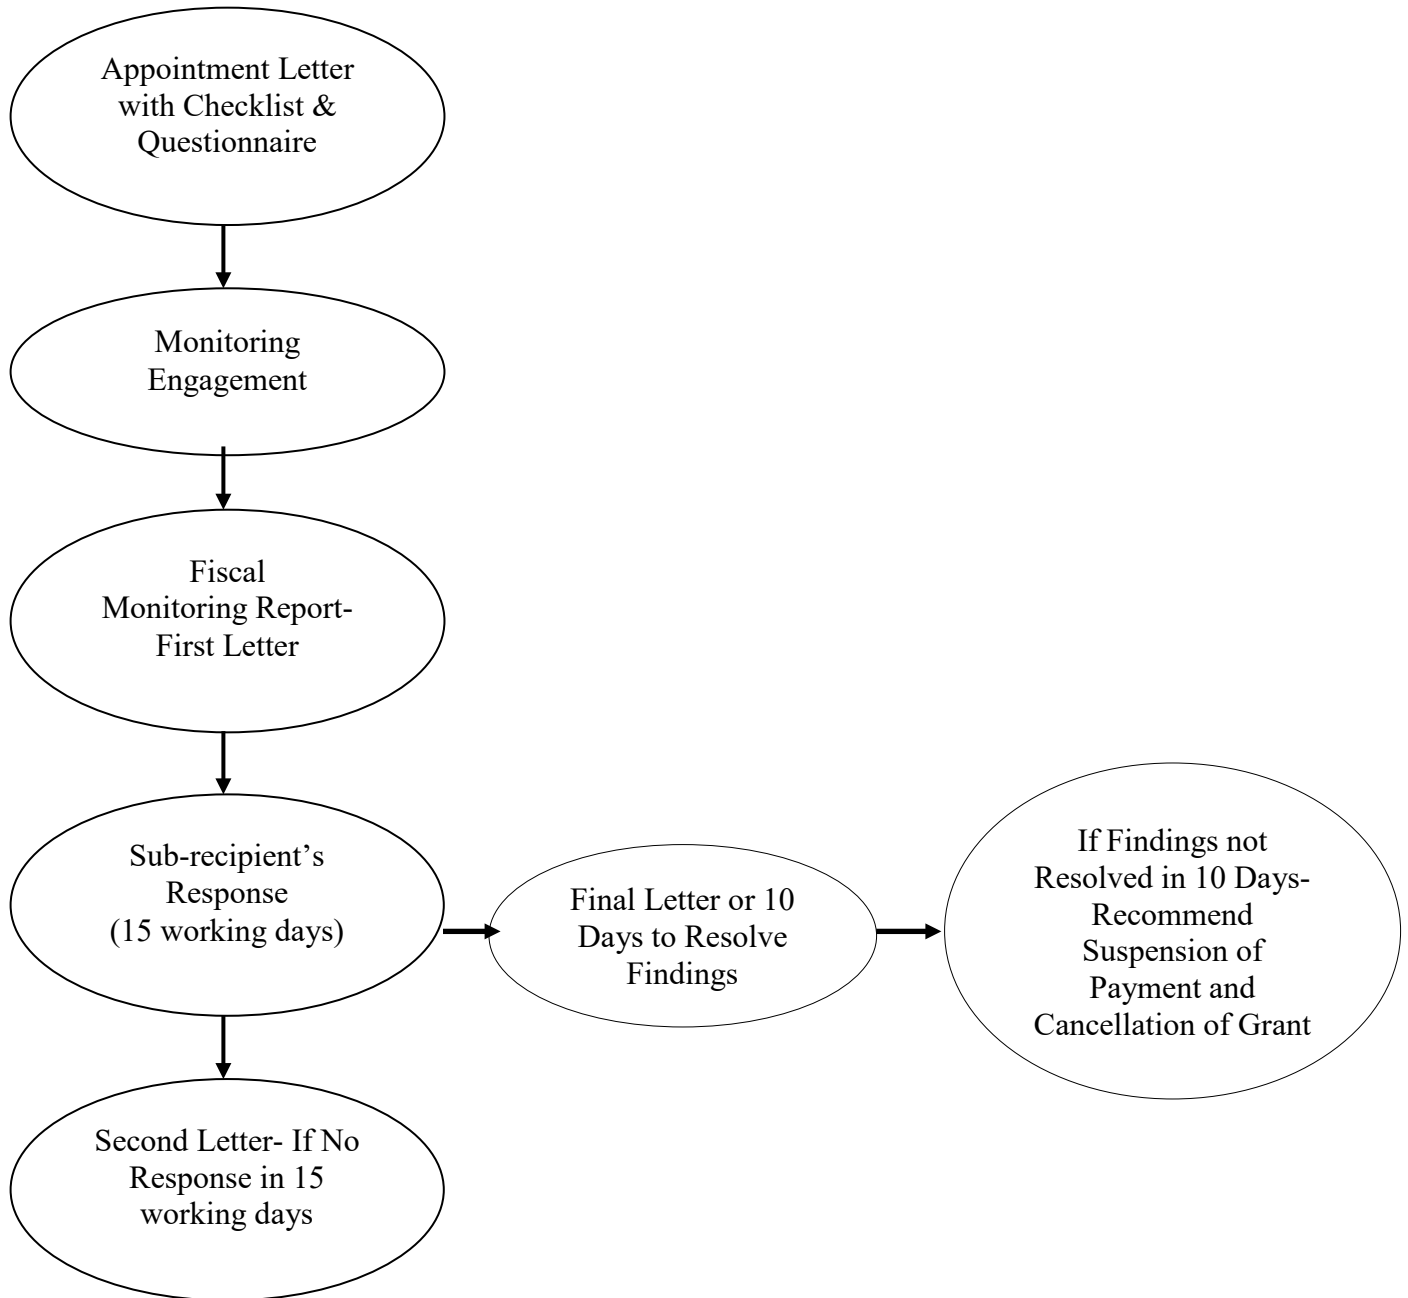 Appointment Letter
with Checklist &
Questionnaire
Monitoring
Engagement
Fiscal
Monitoring Report-
First Letter
Sub-recipient’s
Response
(15 working days)
Final Letter or 10
Days to Resolve
Findings
If Findings not
Resolved in 10 Days-
Recommend
Suspension of
Payment and
Cancellation of Grant
Second Letter- If No
Response in 15
working days